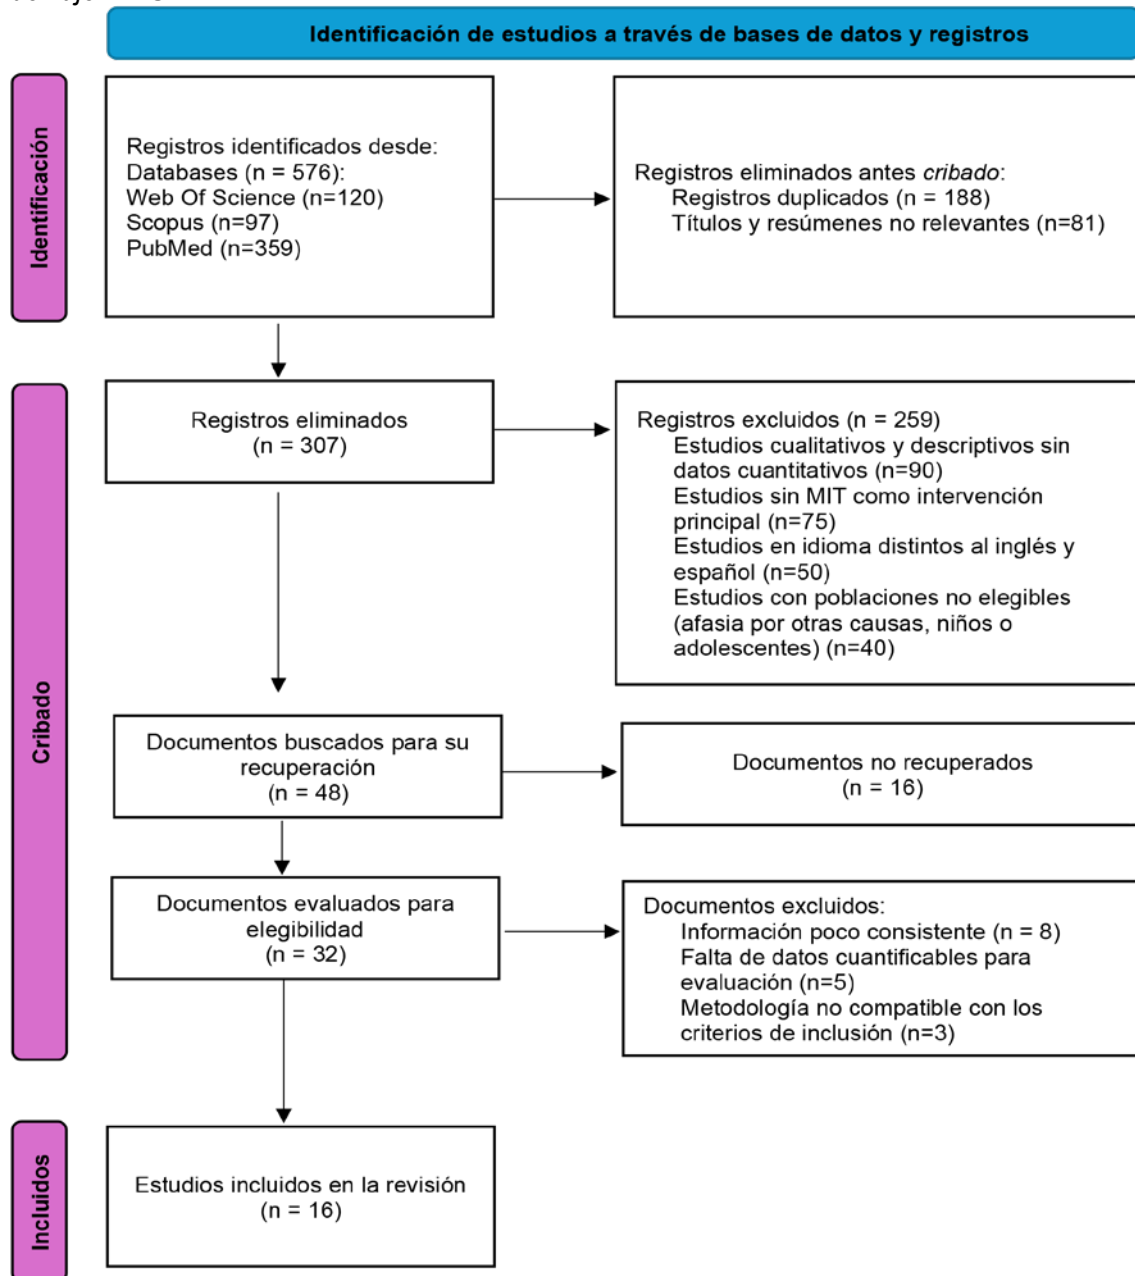 Identificación de estudios a través de bases de datos y registros
Identificación
Registros identificados desde:
Databases (n = 576):
Web Of Science (n=120)
Scopus (n=97)
PubMed (n=359)
Registros eliminados antes cribado:
Registros duplicados (n = 188)
Títulos y resúmenes no relevantes (n=81)
Cribado
Registros eliminados
(n = 307)
Registros excluidos (n = 259)
Estudios cualitativos y descriptivos sin
datos cuantitativos (n=90)
Estudios sin MIT como intervención
principal (n=75)
Estudios en idioma distintos al inglés y
español (n=50)
Estudios con poblaciones no elegibles
(afasia por otras causas, niños o
adolescentes) (n=40)
Documentos buscados para su
recuperación
(n = 48)
Documentos no recuperados
(n = 16)
Documentos evaluados para
elegibilidad
(n = 32)
Documentos excluidos:
Información poco consistente (n = 8)
Falta de datos cuantificables para
evaluación (n=5)
Metodología no compatible con los
criterios de inclusión (n=3)
Incluidos
Estudios incluidos en la revisión
(n = 16)